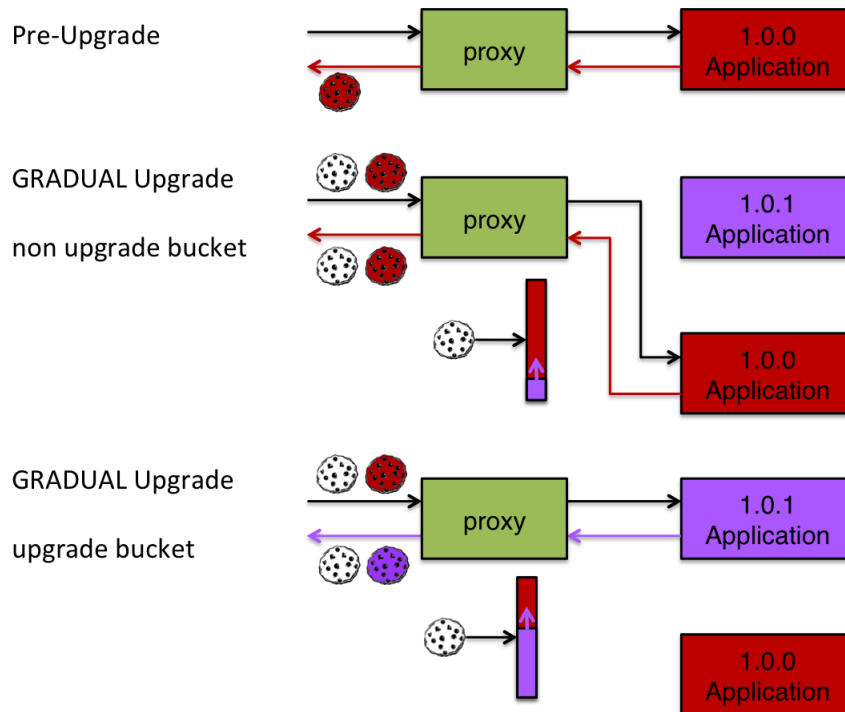 Pre-Upgrade
proxy
1.0.0
Application
GRADUAL Upgrade
non upgrade bucket
proxy
1.0.1
Application
1.0.0
Application
GRADUAL Upgrade
upgrade bucket
proxy
1.0.1
Application
1.0.0
Application